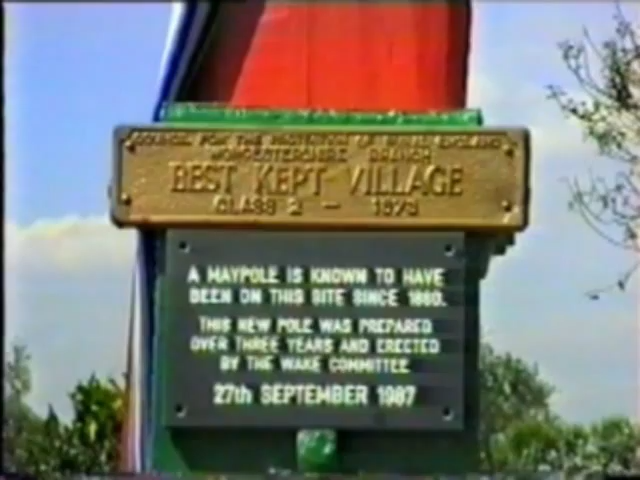 COUNCIL FOR THE PROTECTION OF RURAL ENGLAND
WORCESTERSHIRE BRANCH
BEST KEPT VILLAGE
CLASS 2 — 1973
A MAYPOLE IS KNOWN TO HAVE
BEEN ON THIS SITE SINCE 1860.
THIS NEW POLE WAS PREPARED
OVER THREE YEARS AND ERECTED
BY THE WAKE COMMITTEE
27th SEPTEMBER 1987